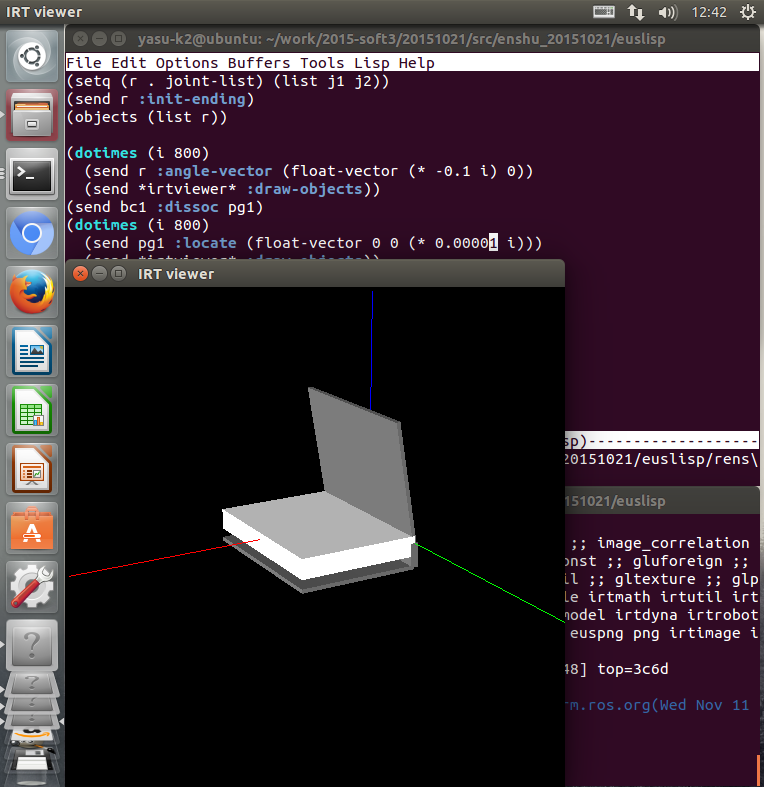 IRT viewer
12:42
yasu-k2@ubuntu: ~/work/2015-soft3/20151021/src/enshu_20151021/euslisp
File Edit Options Buffers Tools Lisp Help
(setq (r . joint-list) (list j1 j2))
(send r :init-ending)
(objects (list r))
(dotimes (i 800)
(send r :angle-vector (float-vector (* -0.1 i) 0))
(send *irtviewer* :draw-objects))
(send bc1 :dissoc pg1)
(dotimes (i 800)
(send pg1 :locate (float-vector 0 0 (* 0.00001 i)))
IRT viewer
sp)-------------------
20151021/euslisp/rens\
51021/euslisp
;; image_correlation
onst ;; gluforeign ;;
il ;; gltexture ;; glp
le irtmath irtutil irt
model irtdyna irtrobot
euspng png irtimage i
48] top=3c6d
rm.ros.org(Wed Nov 11